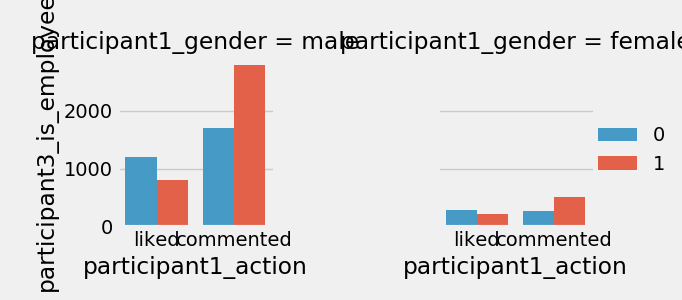 participant1_gender = male
participant1_gender = female
participant3_is_employee
2000
1000
0
liked
commented
participant1_action
liked
commented
participant1_action
0
1